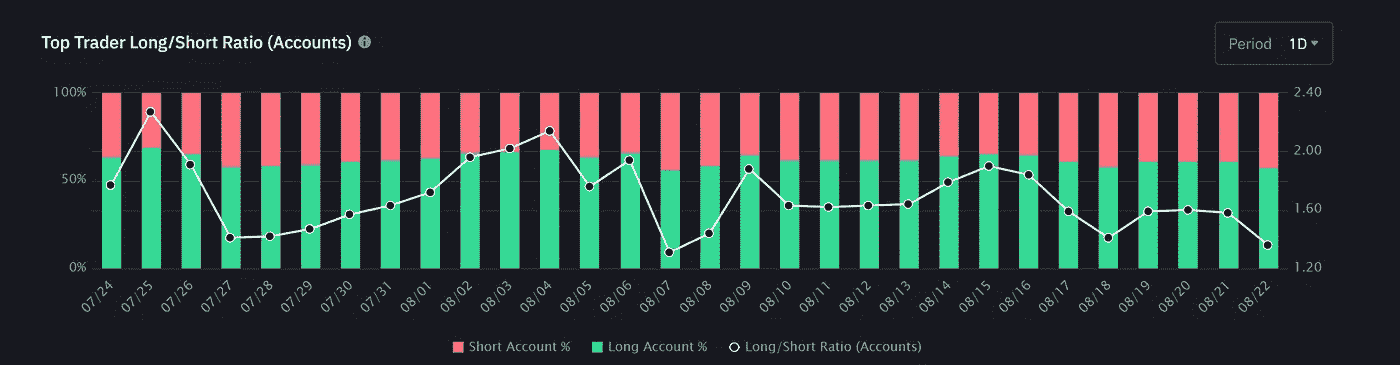 Top Trader Long/Short Ratio (Accounts)
Period 1D
100% 2.40
2.00
50%
1.60
0% 1.20
07/24 07/25 07/26 07/27 07/28 07/29 07/30 07/31 08/01 08/02 08/03 08/04 08/05 08/06 08/07 08/08 08/09 08/10 08/11 08/12 08/13 08/14 08/15 08/16 08/17 08/18 08/19 08/20 08/21 08/22
Short Account % Long Account % Long/Short Ratio (Accounts)